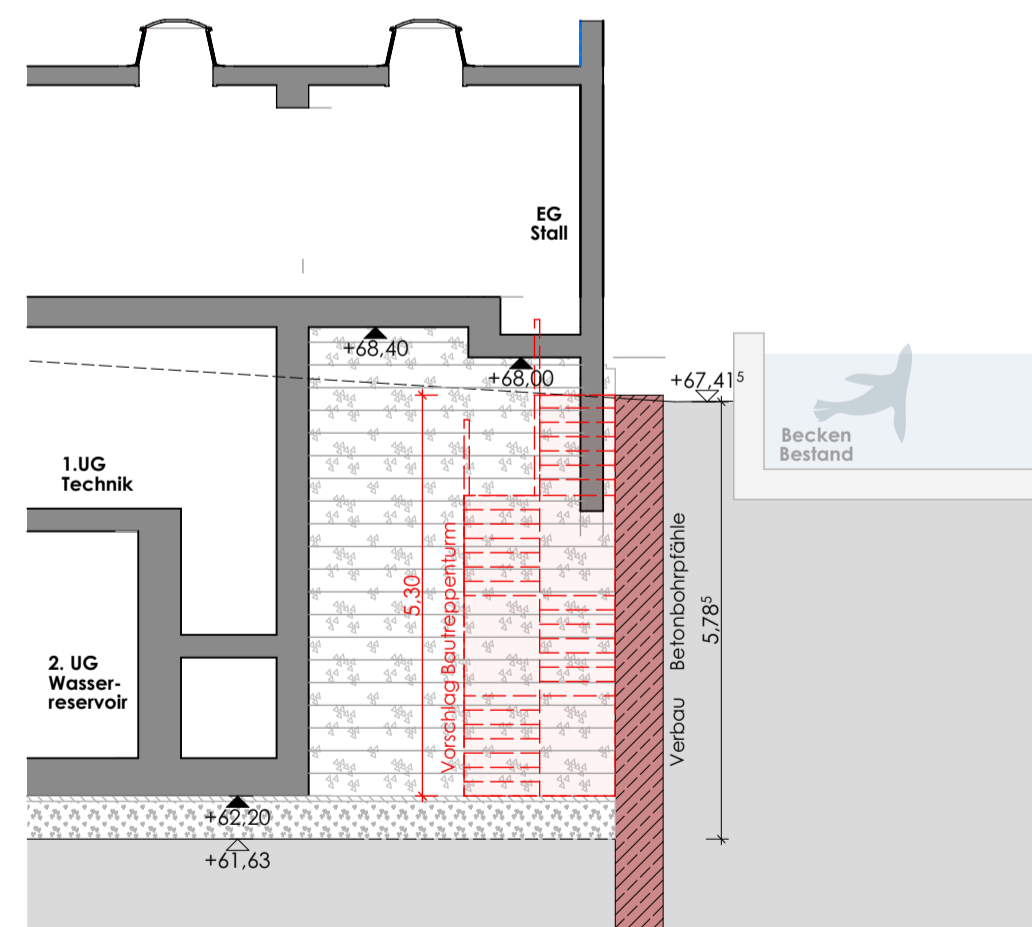 EG
Stall
+68,40
+68,00
+67,41⁵
Becken
Bestand
1.UG
Technik
5,30
Vorschlag Bautreppenturm
Verbau Betonbohrpfähle
5,78⁵
2. UG
Wasser-
reservoir
+62,20
+61,63